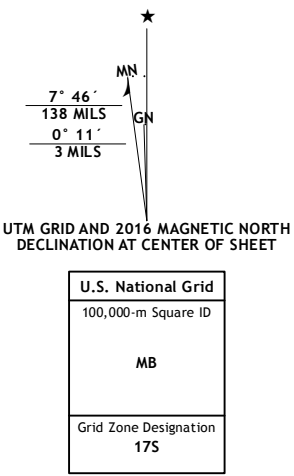 ★
MN
7° 46´
138 MILS
GN
0° 11´
3 MILS
UTM GRID AND 2016 MAGNETIC NORTH
DECLINATION AT CENTER OF SHEET
U.S. National Grid
100,000-m Square ID
MB
Grid Zone Designation
17S